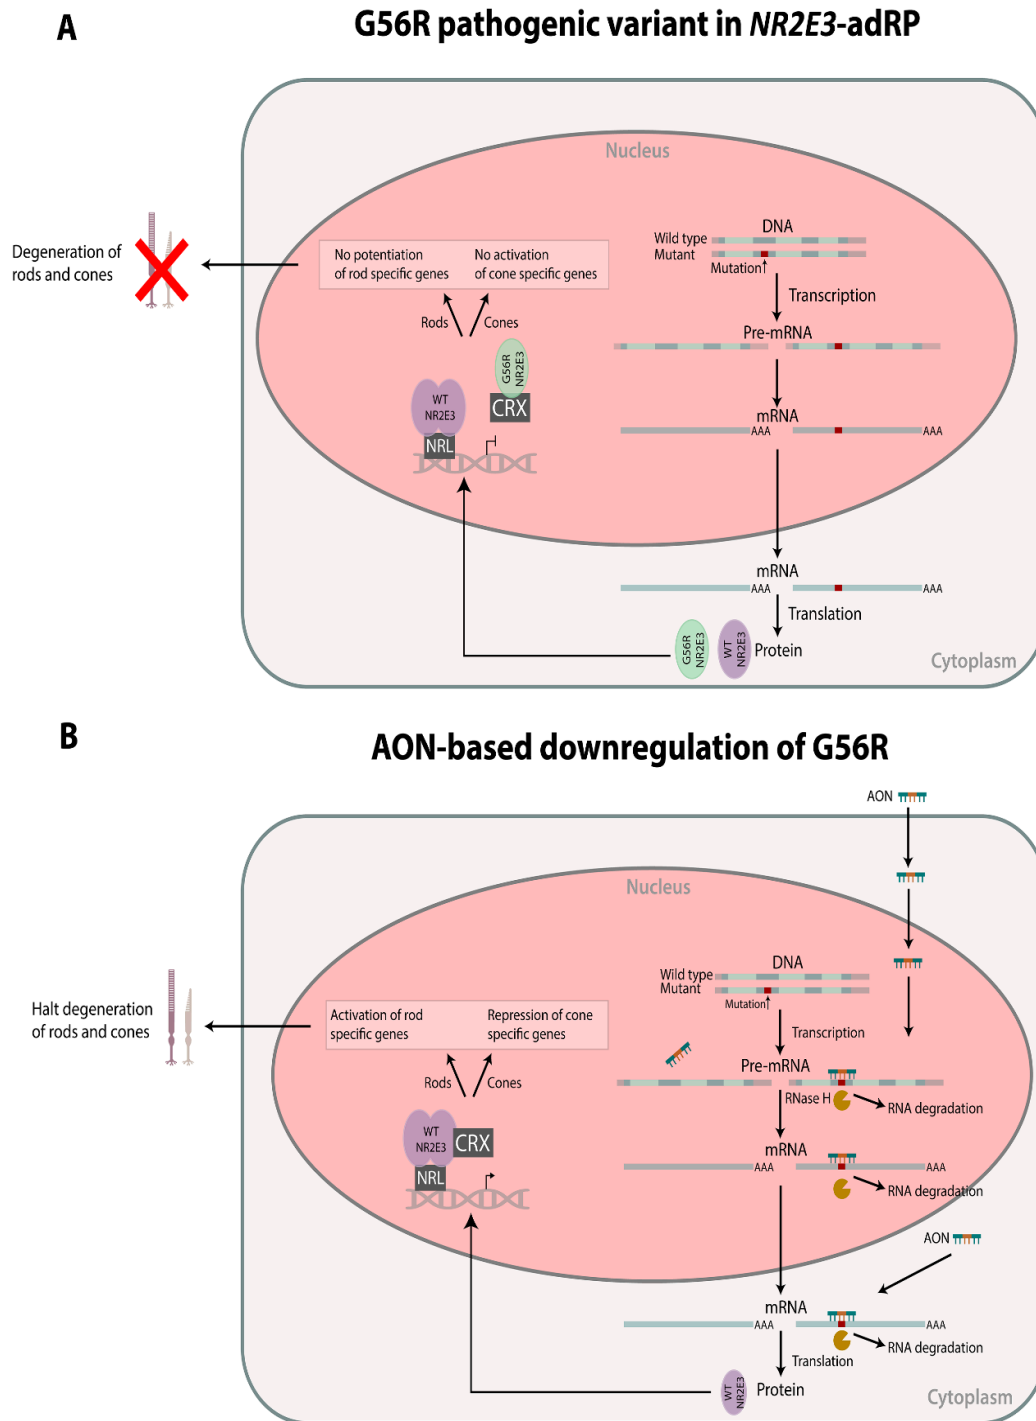 A
G56R pathogenic variant in NR2E3-adRP
Nucleus
DNA
Wild type
Mutant
Mutation↑
Transcription
Pre-mRNA
mRNA
AAA
AAA
No potentiation
of rod specific genes
No activation
of cone specific genes
Rods
Cones
Degeneration of
rods and cones
G56R
NR2E3
CRX
WT
NR2E3
NRL
mRNA
AAA
AAA
Translation
G56R
NR2E3
WT
NR2E3
Protein
Cytoplasm
B
AON-based downregulation of G56R
AON
Nucleus
DNA
Wild type
Mutant
Mutation↑
Transcription
Pre-mRNA
RNase H
RNA degradation
mRNA
AAA
AAA
RNA degradation
Activation of rod
specific genes
Repression of cone
specific genes
Rods
Cones
Halt degeneration
of rods and cones
WT
NR2E3
CRX
NRL
AON
mRNA
AAA
AAA
RNA degradation
Translation
WT
NR2E3
Protein
Cytoplasm